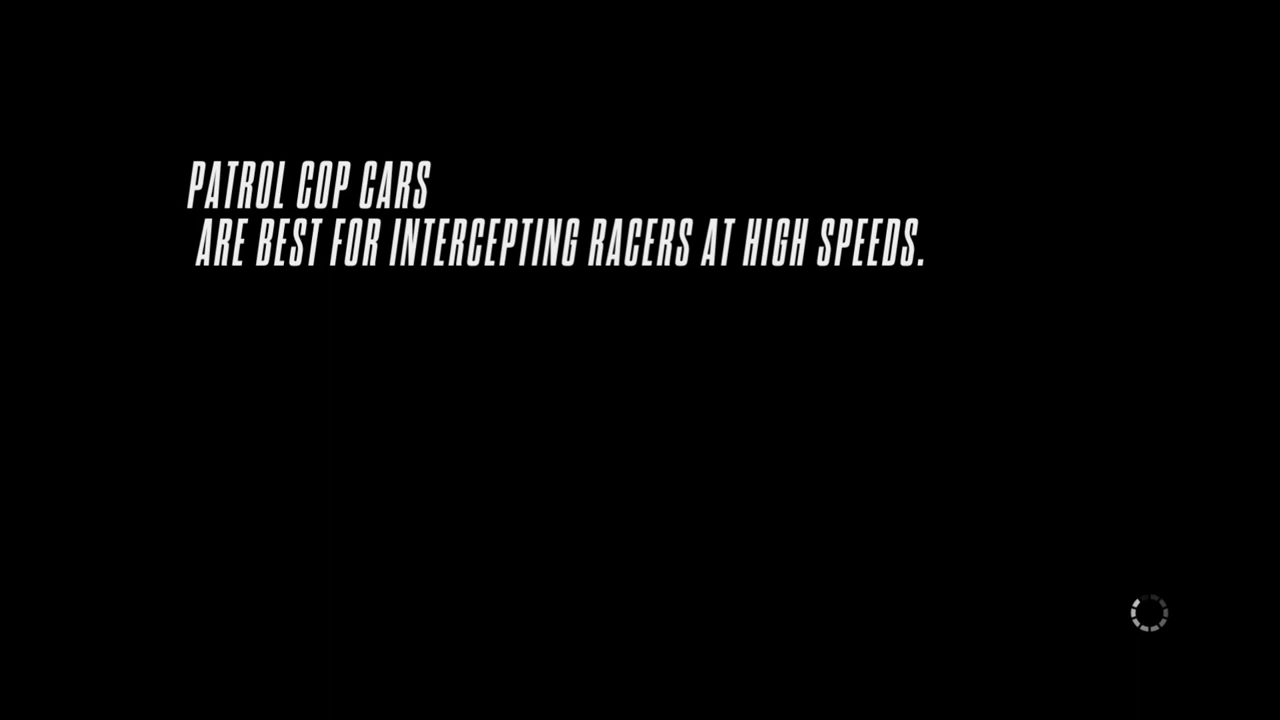 PATROL COP CARS
ARE BEST FOR INTERCEPTING RACERS AT HIGH SPEEDS.